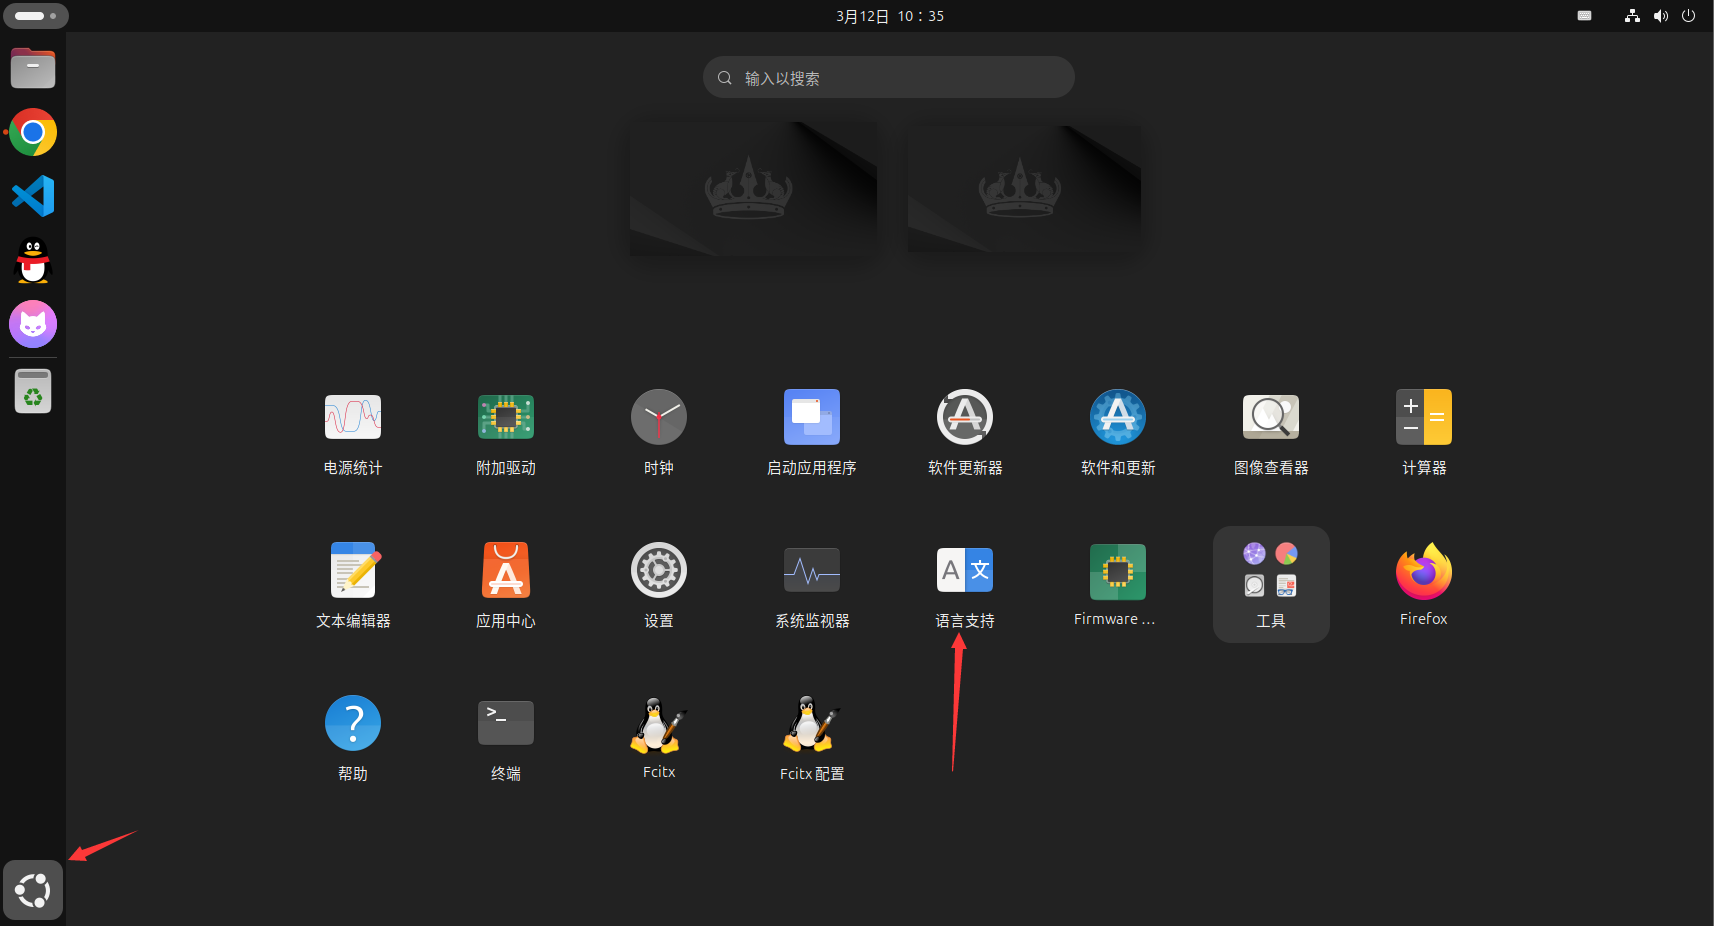 3月12日 10：35
输入以搜索
电源统计
附加驱动
时钟
启动应用程序
软件更新器
软件和更新
图像查看器
计算器
文本编辑器
应用中心
设置
系统监视器
语言支持
Firmware ...
工具
Firefox
帮助
终端
Fcitx
Fcitx 配置